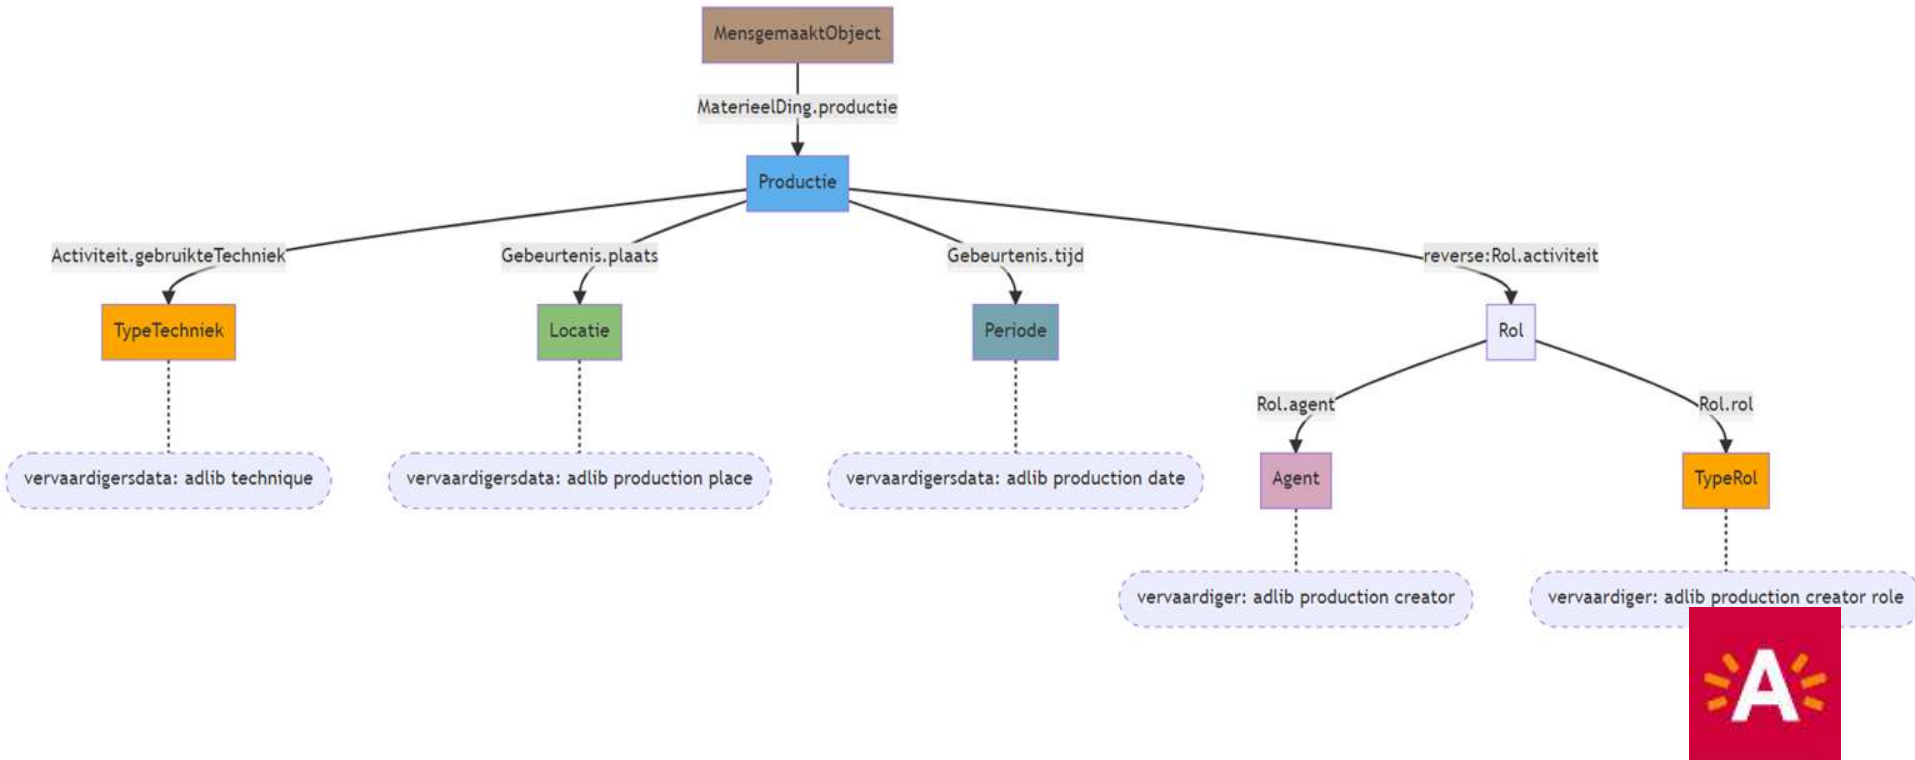 MensgemaaktObject
MaterieelDing.productie
Productie
Activiteit.gebruikteTechniek
Gebeurtenis.plaats
Gebeurtenis.tijd
reverse:Rol.activiteit
TypeTechniek
Locatie
Periode
Rol
Rol.agent
Rol.rol
vervaardigersdata: adlib technique
vervaardigersdata: adlib production place
vervaardigersdata: adlib production date
Agent
TypeRol
vervaardiger: adlib production creator
vervaardiger: adlib production creator role
A